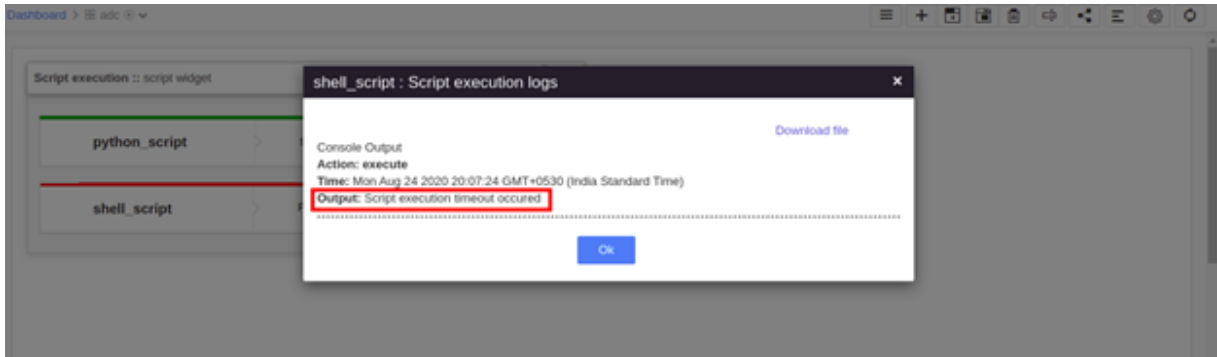 Dashboard > adc
Script execution :: script widget
python_script
shell_script
shell_script : Script execution logs
×
Download file
Console Output
Action: execute
Time: Mon Aug 24 2020 20:07:24 GMT+0530 (India Standard Time)
Output: Script execution timeout occured
Ok